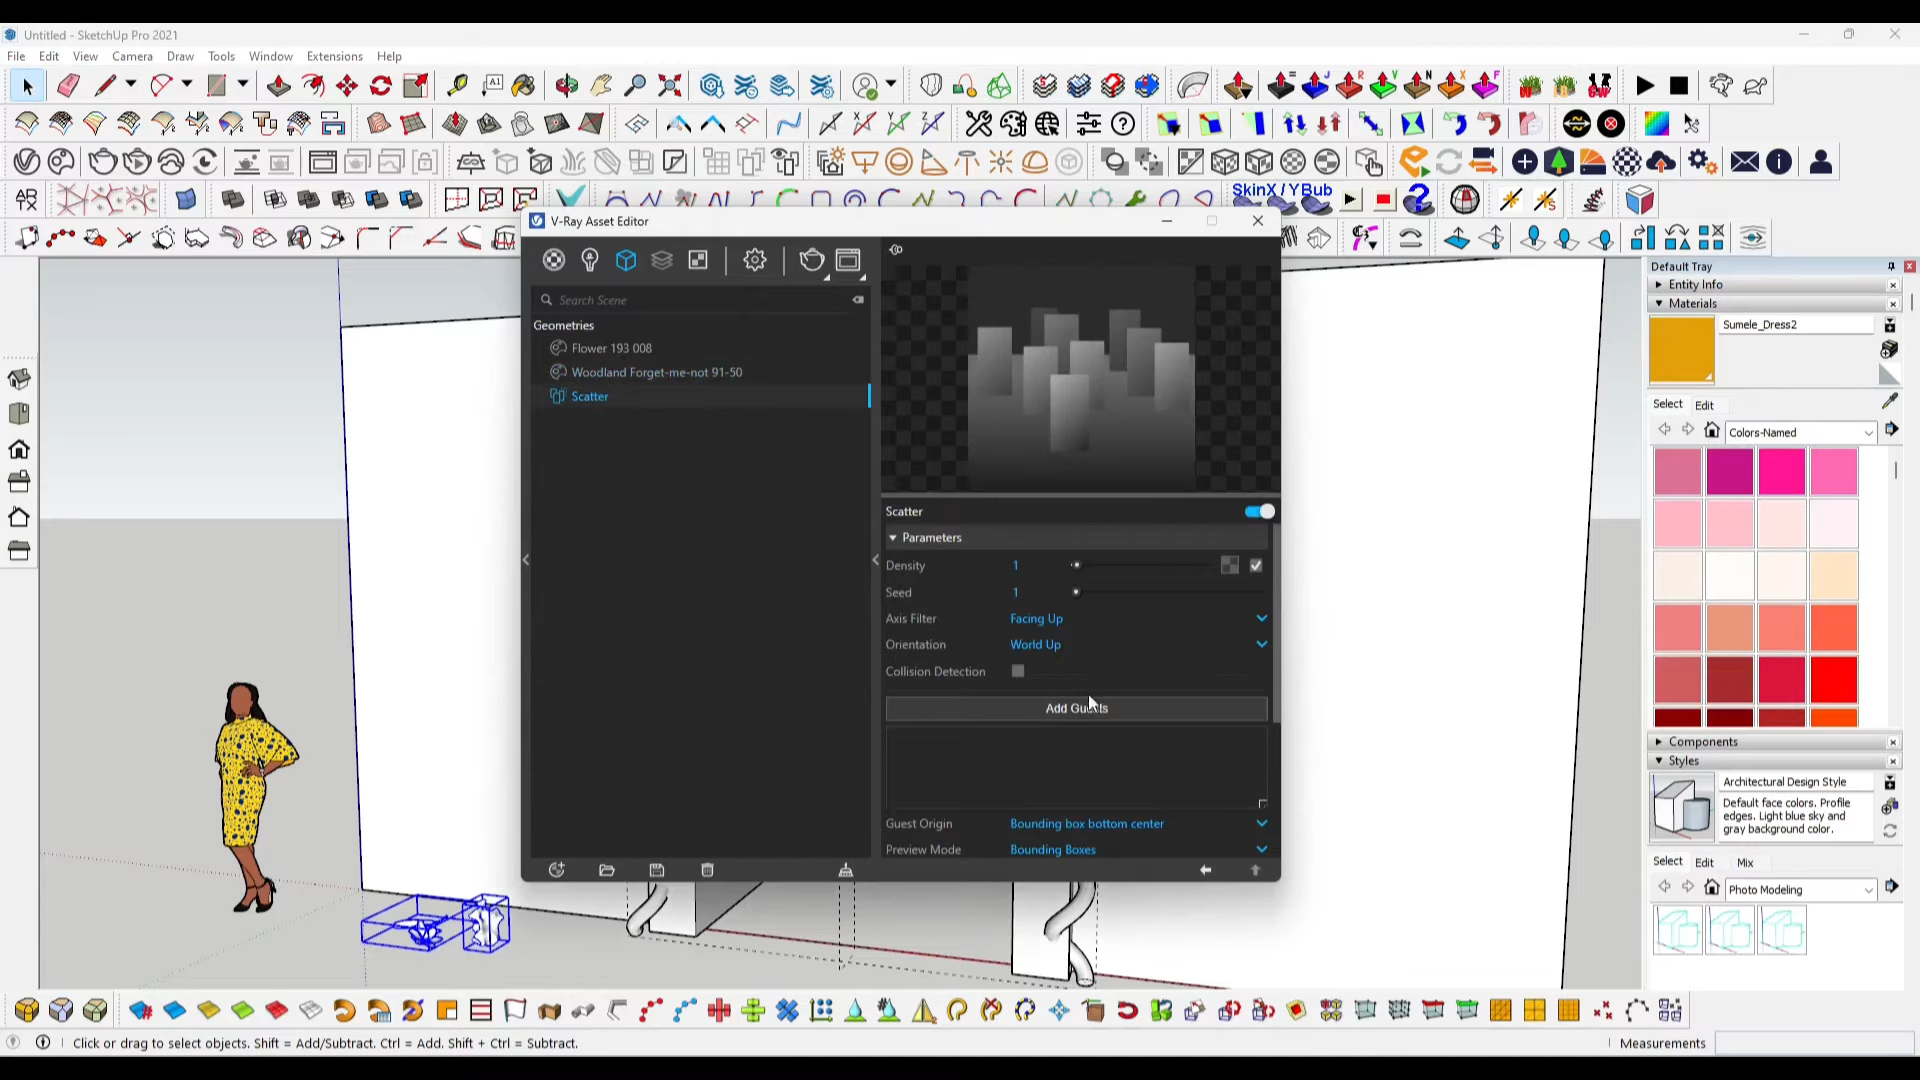 Untitled - SketchUp Pro 2021
File Edit View Camera Draw Tools Window Extensions Help
A1
= J R V N X F
X Y Z
AR
SkinX / YBub
V-Ray Asset Editor
Search Scene
Geometries
Flower 193 008
Woodland Forget-me-not 91-50
Scatter
Scatter
Parameters
Density 1
Seed 1
Axis Filter Facing Up
Orientation World Up
Collision Detection
Add Guests
Guest Origin Bounding box bottom center
Preview Mode Bounding Boxes
Default Tray
Entity Info
Materials
Sumele_Dress2
Select Edit
Colors-Named
Components
Styles
Architectural Design Style
Default face colors. Profile
edges. Light blue sky and
gray background color.
Select Edit Mix
Photo Modeling
Click or drag to select objects. Shift = Add/Subtract. Ctrl = Add. Shift + Ctrl = Subtract.
Measurements